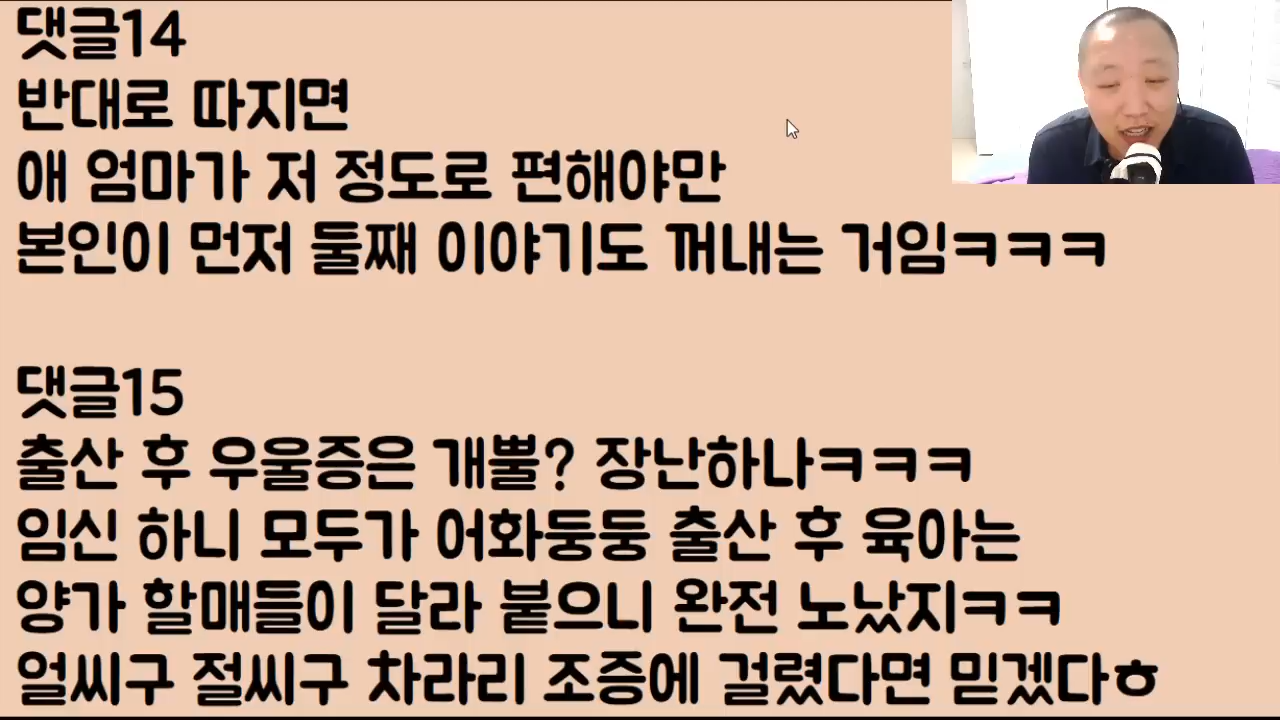 댓글14
반대로 따지면
애 엄마가 저 정도로 편해야만
본인이 먼저 둘째 이야기도 꺼내는 거임ㅋㅋㅋ
댓글15
출산 후 우울증은 개뿔? 장난하나ㅋㅋㅋ
임신 하니 모두가 어화둥둥 출산 후 육아는
양가 할매들이 달라 붙으니 완전 노났지ㅋㅋ
얼씨구 절씨구 차라리 조증에 걸렸다면 믿겠다ㅎ